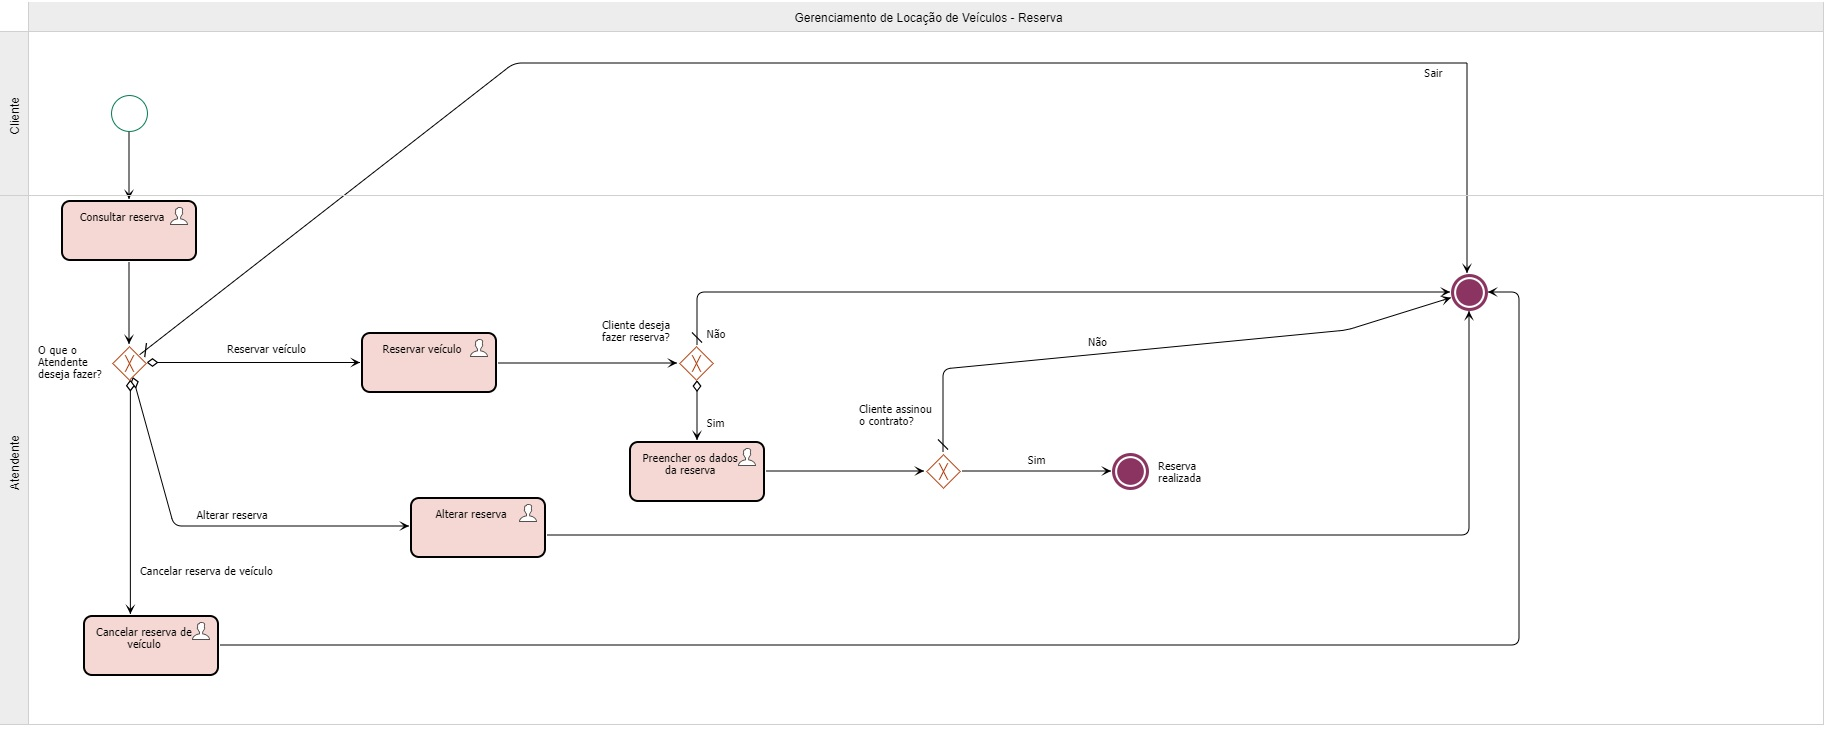 Gerenciamento de Locação de Veículos - Reserva
Cliente
Sair
Consultar reserva
O que o
Atendente
deseja fazer?
Reservar veículo
Reservar veículo
Cliente deseja
fazer reserva?
Não
Não
Sim
Cliente assinou
o contrato?
Preencher os dados
da reserva
Sim
Reserva
realizada
Atendente
Alterar reserva
Alterar reserva
Cancelar reserva de veículo
Cancelar reserva de
veículo